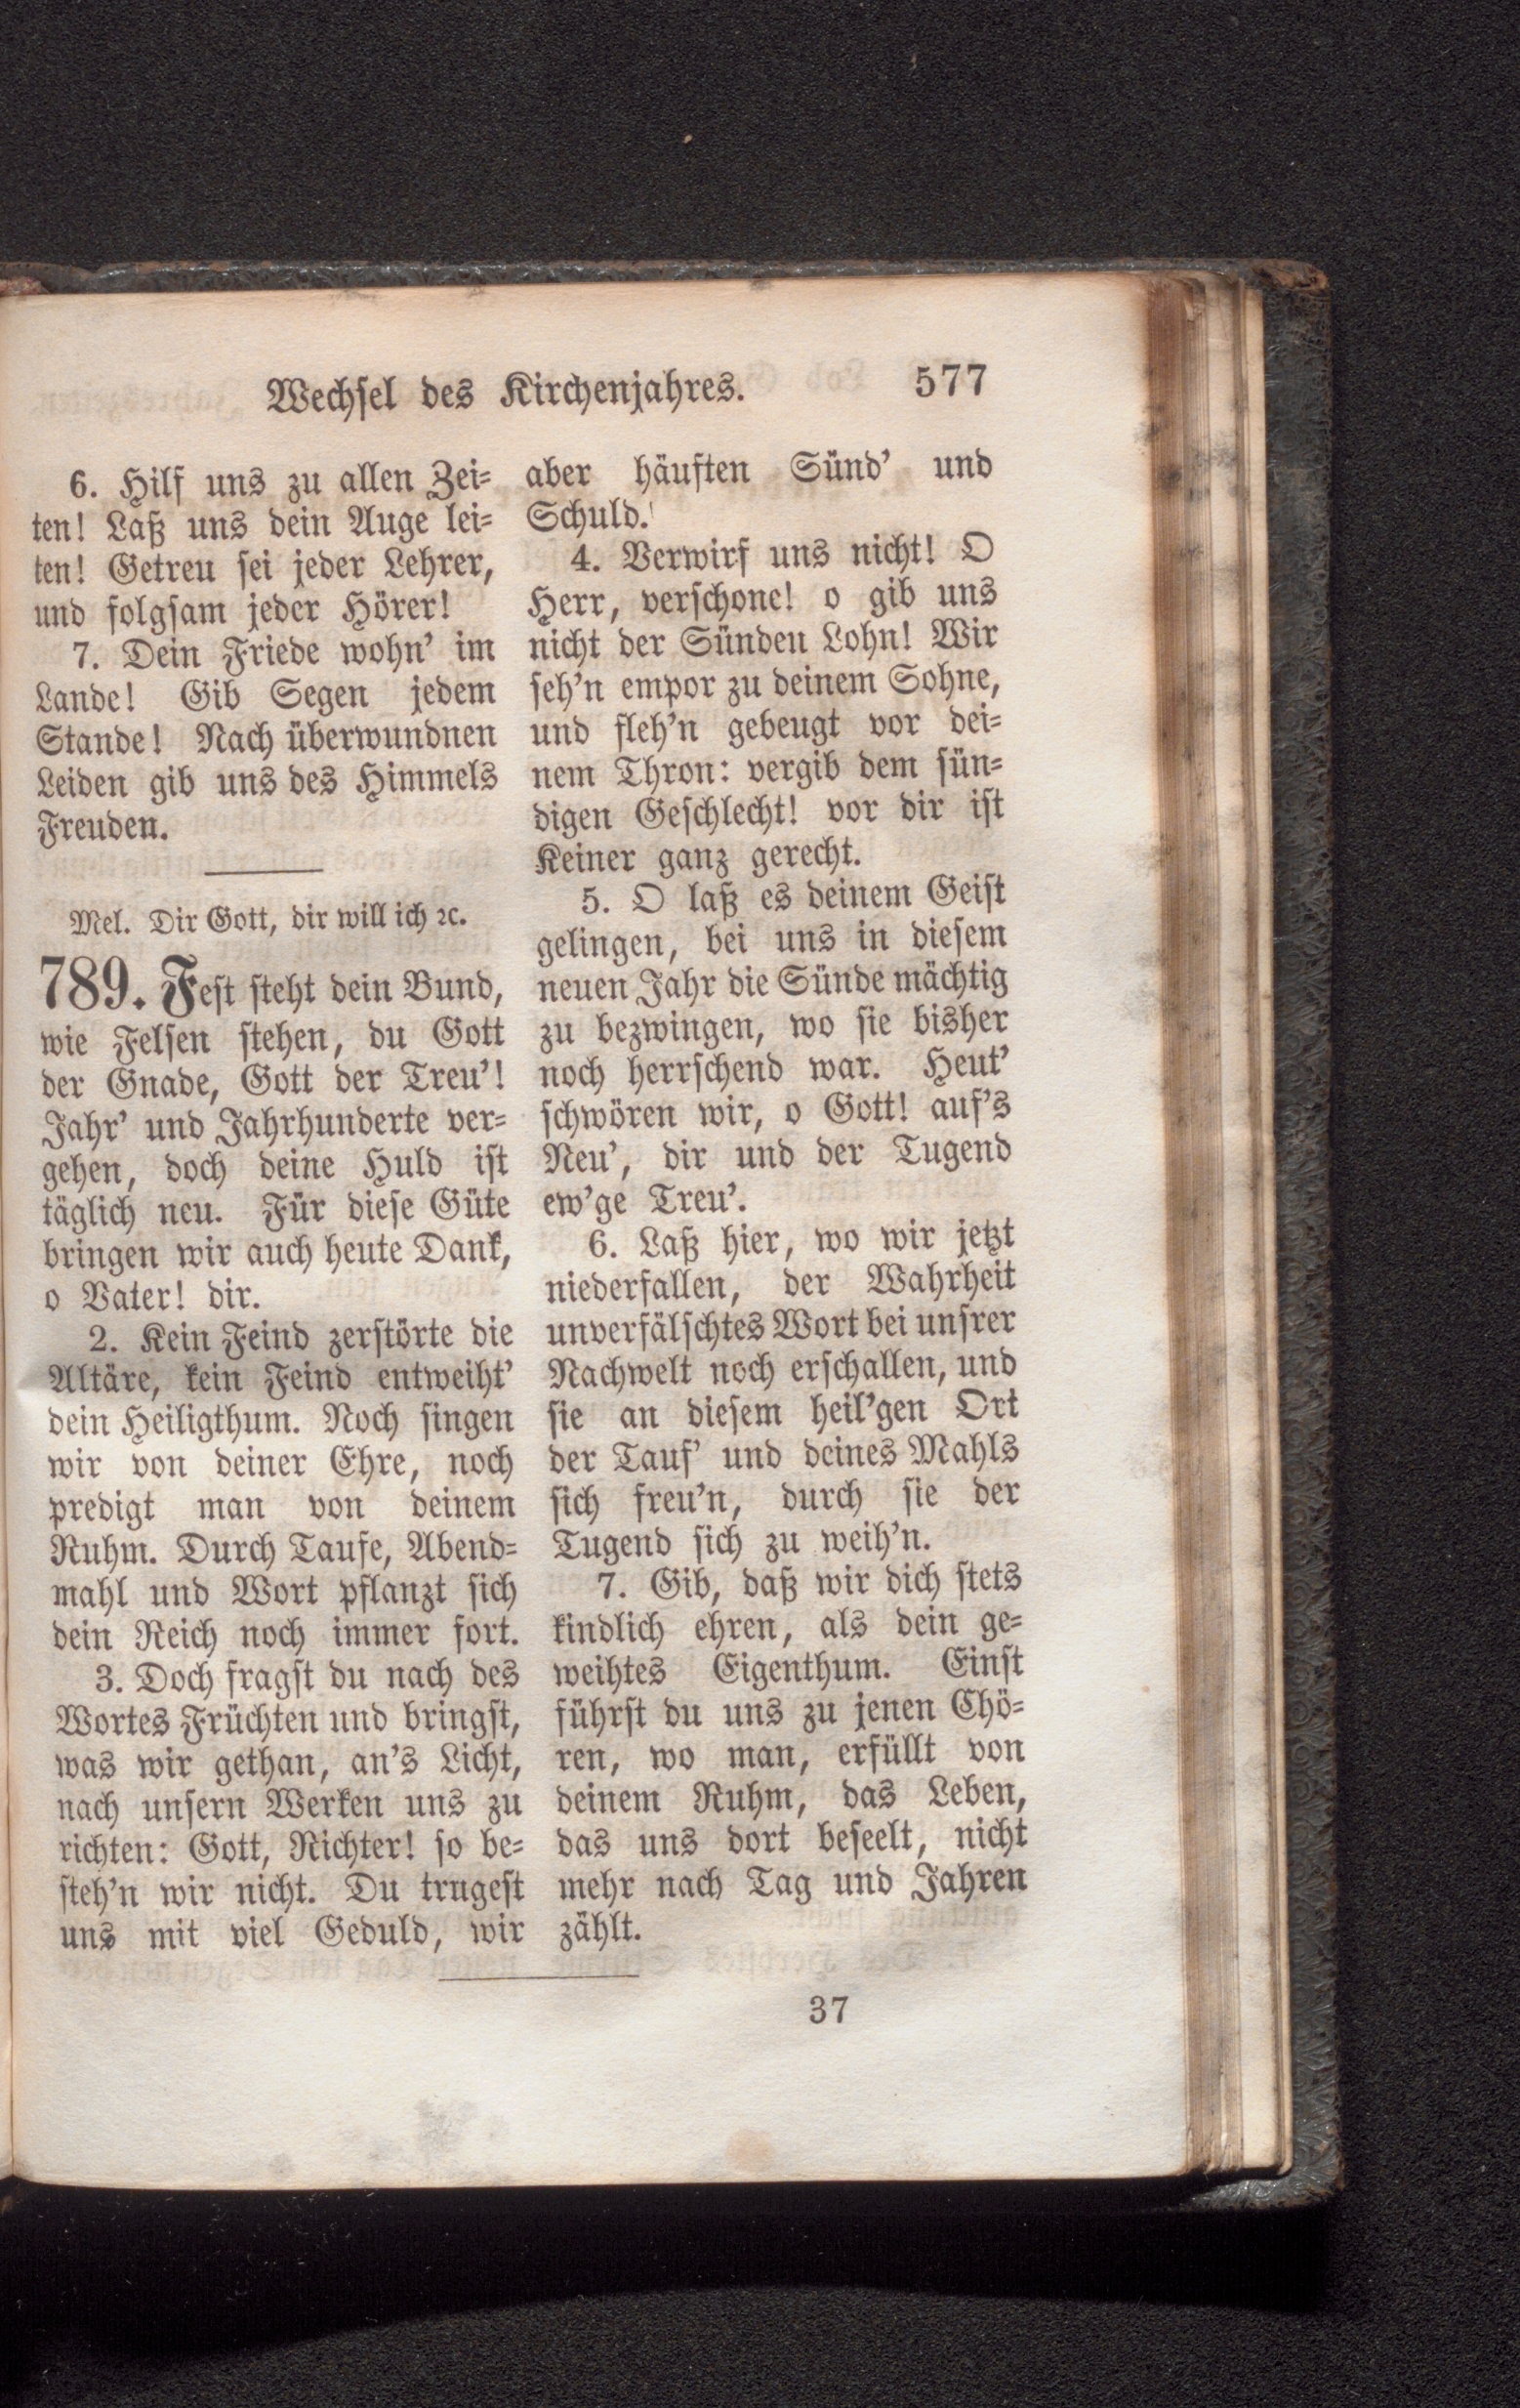 Wechsel des Kirchenjahres. 577
6. Hilf uns zu allen Zei=
ten! Laß uns dein Auge lei=
ten! Getreu sei jeder Lehrer,
und folgsam jeder Hörer!
7. Dein Friede wohn' im
Lande! Gib Segen jedem
Stande! Nach überwundnen
Leiden gib uns des Himmels
Freuden.
Mel. Dir Gott, dir will ich ꝛc.
789. Fest steht dein Bund,
wie Felsen stehen, du Gott
der Gnade, Gott der Treu'!
Jahr' und Jahrhunderte ver=
gehen, doch deine Huld ist
täglich neu. Für diese Güte
bringen wir auch heute Dank,
o Vater! dir.
2. Kein Feind zerstörte die
Altäre, kein Feind entweiht'
dein Heiligthum. Noch singen
wir von deiner Ehre, noch
predigt man von deinem
Ruhm. Durch Taufe, Abend=
mahl und Wort pflanzt sich
dein Reich noch immer fort.
3. Doch fragst du nach des
Wortes Früchten und bringst,
was wir gethan, an's Licht,
nach unsern Werken uns zu
richten: Gott, Richter! so be=
steh'n wir nicht. Du trugest
uns mit viel Geduld, wir
aber häuften Sünd' und
Schuld.
4. Verwirf uns nicht! O
Herr, verschone! o gib uns
nicht der Sünden Lohn! Wir
seh'n empor zu deinem Sohne,
und fleh'n gebeugt vor dei=
nem Thron: vergib dem sün=
digen Geschlecht! vor dir ist
Keiner ganz gerecht.
5. O laß es deinem Geist
gelingen, bei uns in diesem
neuen Jahr die Sünde mächtig
zu bezwingen, wo sie bisher
noch herrschend war. Heut'
schwören wir, o Gott! auf's
Neu', dir und der Tugend
ew'ge Treu'.
6. Laß hier, wo wir jetzt
niederfallen, der Wahrheit
unverfälschtes Wort bei unsrer
Nachwelt noch erschallen, und
sie an diesem heil'gen Ort
der Tauf' und deines Mahls
sich freu'n, durch sie der
Tugend sich zu weih'n.
7. Gib, daß wir dich stets
kindlich ehren, als dein ge=
weihtes Eigenthum. Einst
führst du uns zu jenen Chö=
ren, wo man, erfüllt von
deinem Ruhm, das Leben,
das uns dort beseelt, nicht
mehr nach Tag und Jahren
zählt.
37